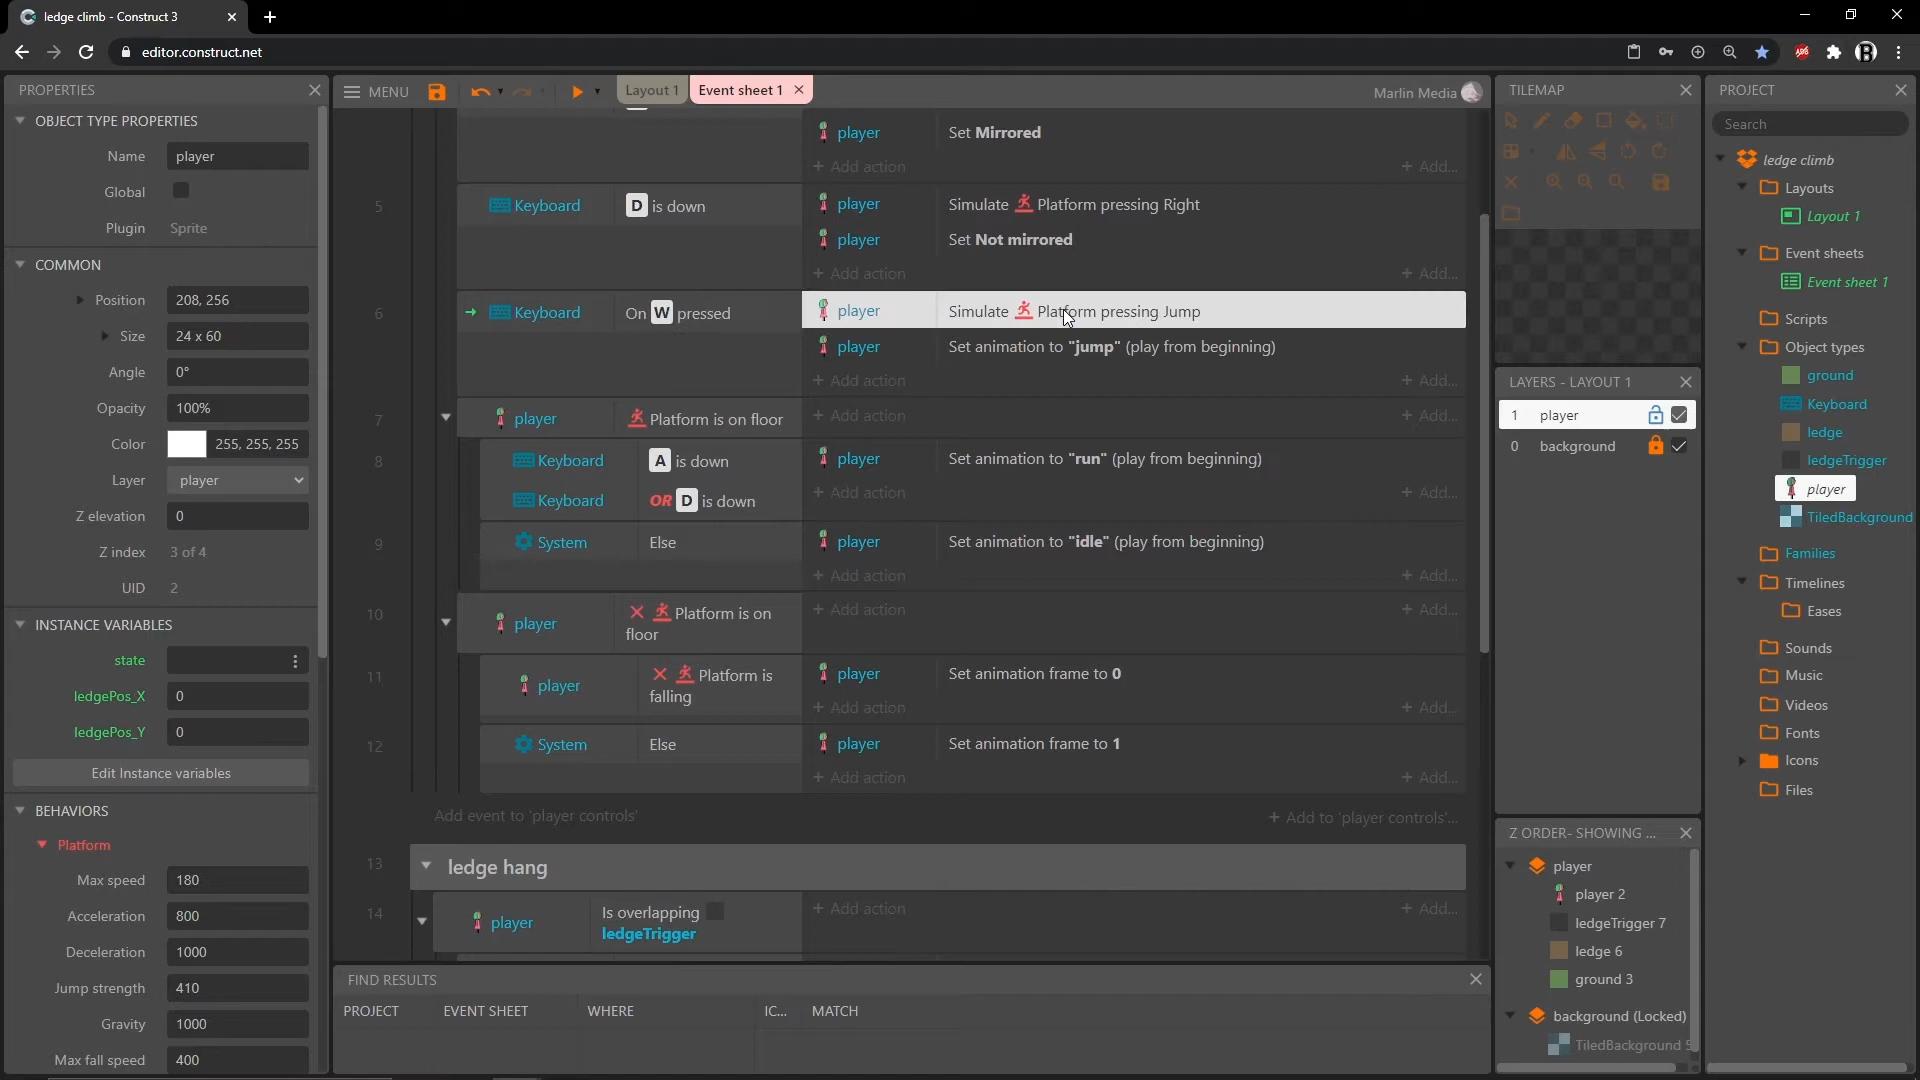 ledge climb - Construct 3
editor.construct.net
PROPERTIES
OBJECT TYPE PROPERTIES
Name player
Global
Plugin Sprite
COMMON
Position 208, 256
Size 24 x 60
Angle 0°
Opacity 100%
Color 255, 255, 255
Layer player
Z elevation 0
Z index 3 of 4
UID 2
INSTANCE VARIABLES
state
ledgePos_X 0
ledgePos_Y 0
Edit Instance variables
BEHAVIORS
Platform
Max speed 180
Acceleration 800
Deceleration 1000
Jump strength 410
Gravity 1000
Max fall speed 400
MENU
Layout 1
Event sheet 1
Marlin Media
player Set Mirrored
+ Add action + Add...
5 Keyboard D is down player Simulate Platform pressing Right
player Set Not mirrored
+ Add action + Add...
6 Keyboard On W pressed player Simulate Platform pressing Jump
player Set animation to "jump" (play from beginning)
+ Add action + Add...
7 player Platform is on floor + Add action + Add...
8 Keyboard A is down player Set animation to "run" (play from beginning)
Keyboard OR D is down + Add action + Add...
9 System Else player Set animation to "idle" (play from beginning)
+ Add action + Add...
10 player Platform is on floor + Add action + Add...
11 player Platform is falling player Set animation frame to 0
+ Add action + Add...
12 System Else player Set animation frame to 1
+ Add action + Add...
Add event to 'player controls' + Add to 'player controls'...
13 ledge hang
14 player Is overlapping ledgeTrigger + Add action + Add...
FIND RESULTS
PROJECT EVENT SHEET WHERE IC... MATCH
TILEMAP
LAYERS - LAYOUT 1
1 player
0 background
Z ORDER- SHOWING ...
player
player 2
ledgeTrigger 7
ledge 6
ground 3
background (Locked)
TiledBackground 5
PROJECT
Search
ledge climb
Layouts
Layout 1
Event sheets
Event sheet 1
Scripts
Object types
ground
Keyboard
ledge
ledgeTrigger
player
TiledBackground
Families
Timelines
Eases
Sounds
Music
Videos
Fonts
Icons
Files